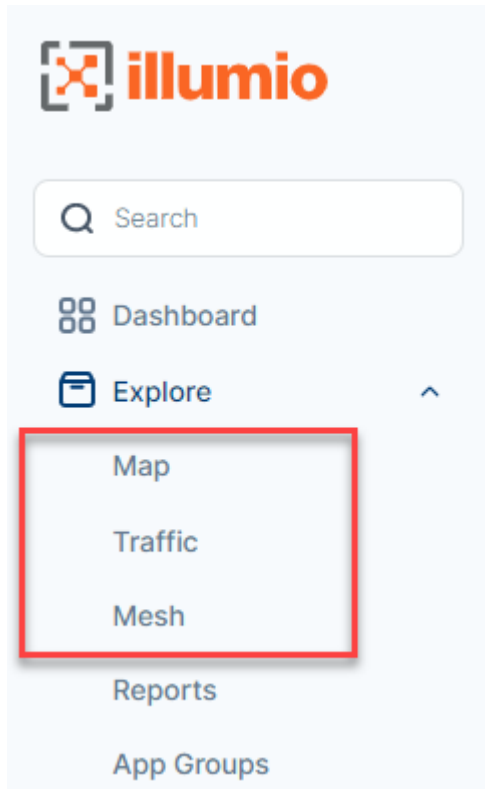 illumio
Search
Dashboard
Explore
Map
Traffic
Mesh
Reports
App Groups